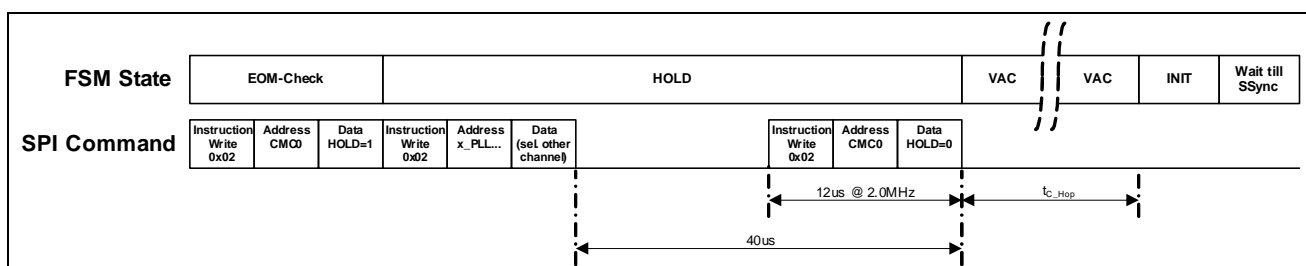 FSM State
EOM-Check
HOLD
VAC
VAC
INIT
Wait till
SSync
SPI Command
Instruction
Write
0x02
Address
CMC0
Data
HOLD=1
Instruction
Write
0x02
Address
x_PLL...
Data
(sel. other
channel)
Instruction
Write
0x02
Address
CMC0
Data
HOLD=0
12us @ 2.0MHz
tC_Hop
40us